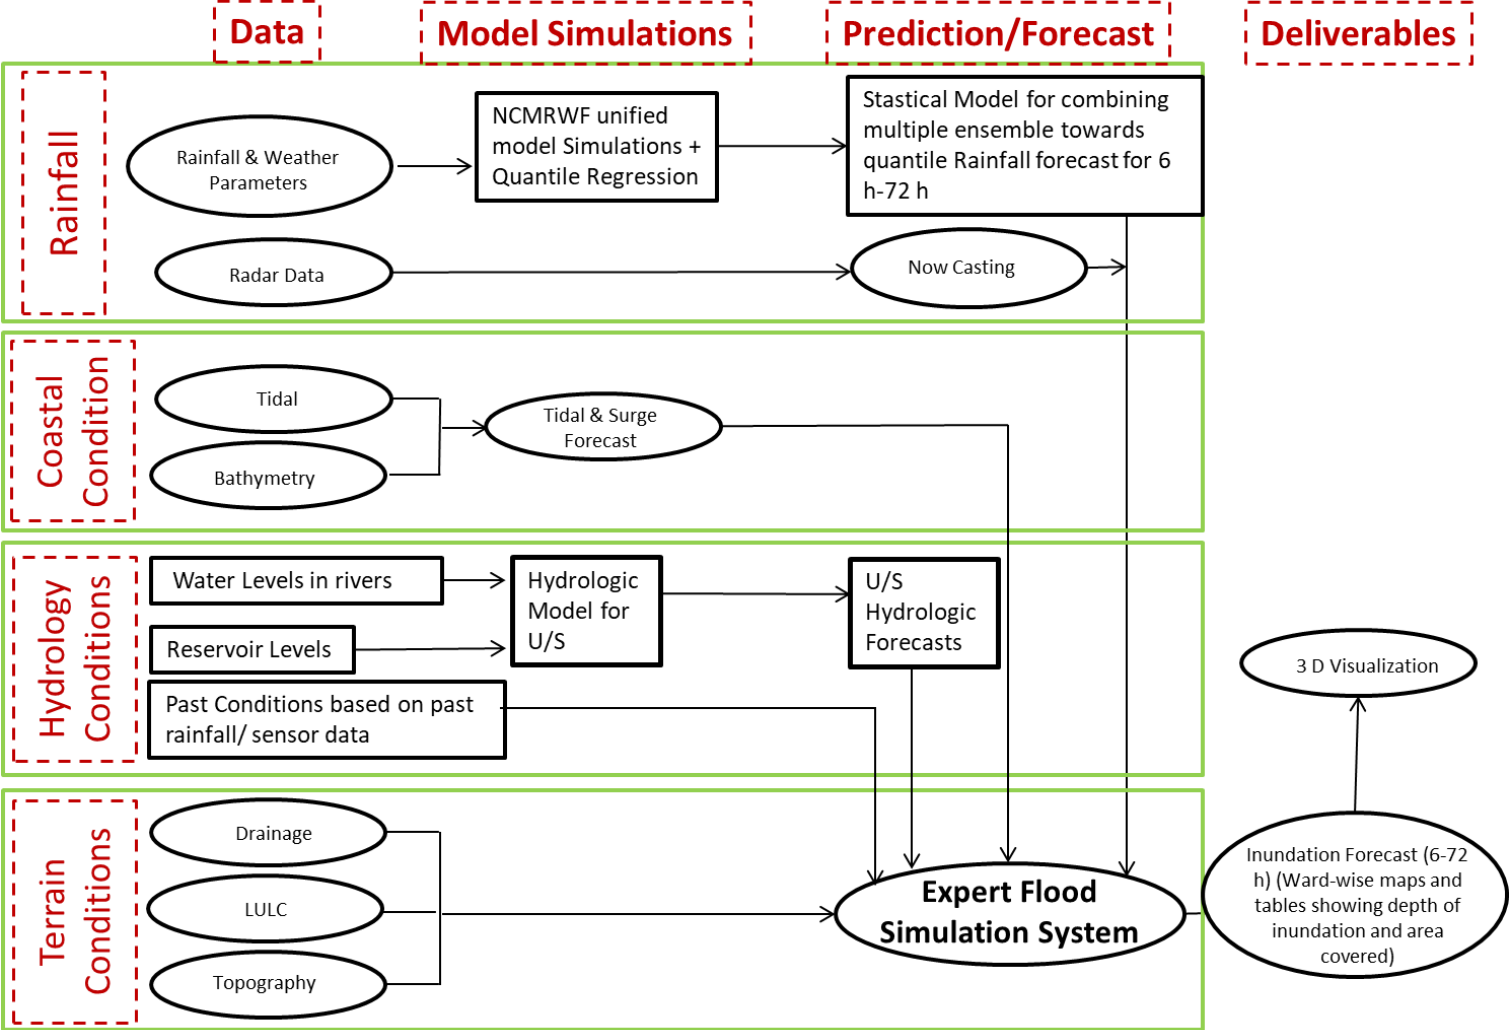 Data
Model Simulations
Prediction/Forecast
Deliverables
Rainfall
Rainfall & Weather
Parameters
NCMRWF unified
model Simulations +
Quantile Regression
Stastical Model for combining
multiple ensemble towards
quantile Rainfall forecast for 6
h-72 h
Radar Data
Now Casting
Coastal
Condition
Tidal
Bathymetry
Tidal & Surge
Forecast
Hydrology
Conditions
Water Levels in rivers
Reservoir Levels
Past Conditions based on past
rainfall/ sensor data
Hydrologic
Model for
U/S
U/S
Hydrologic
Forecasts
3 D Visualization
Terrain
Conditions
Drainage
LULC
Topography
Expert Flood
Simulation System
Inundation Forecast (6-72
h) (Ward-wise maps and
tables showing depth of
inundation and area
covered)